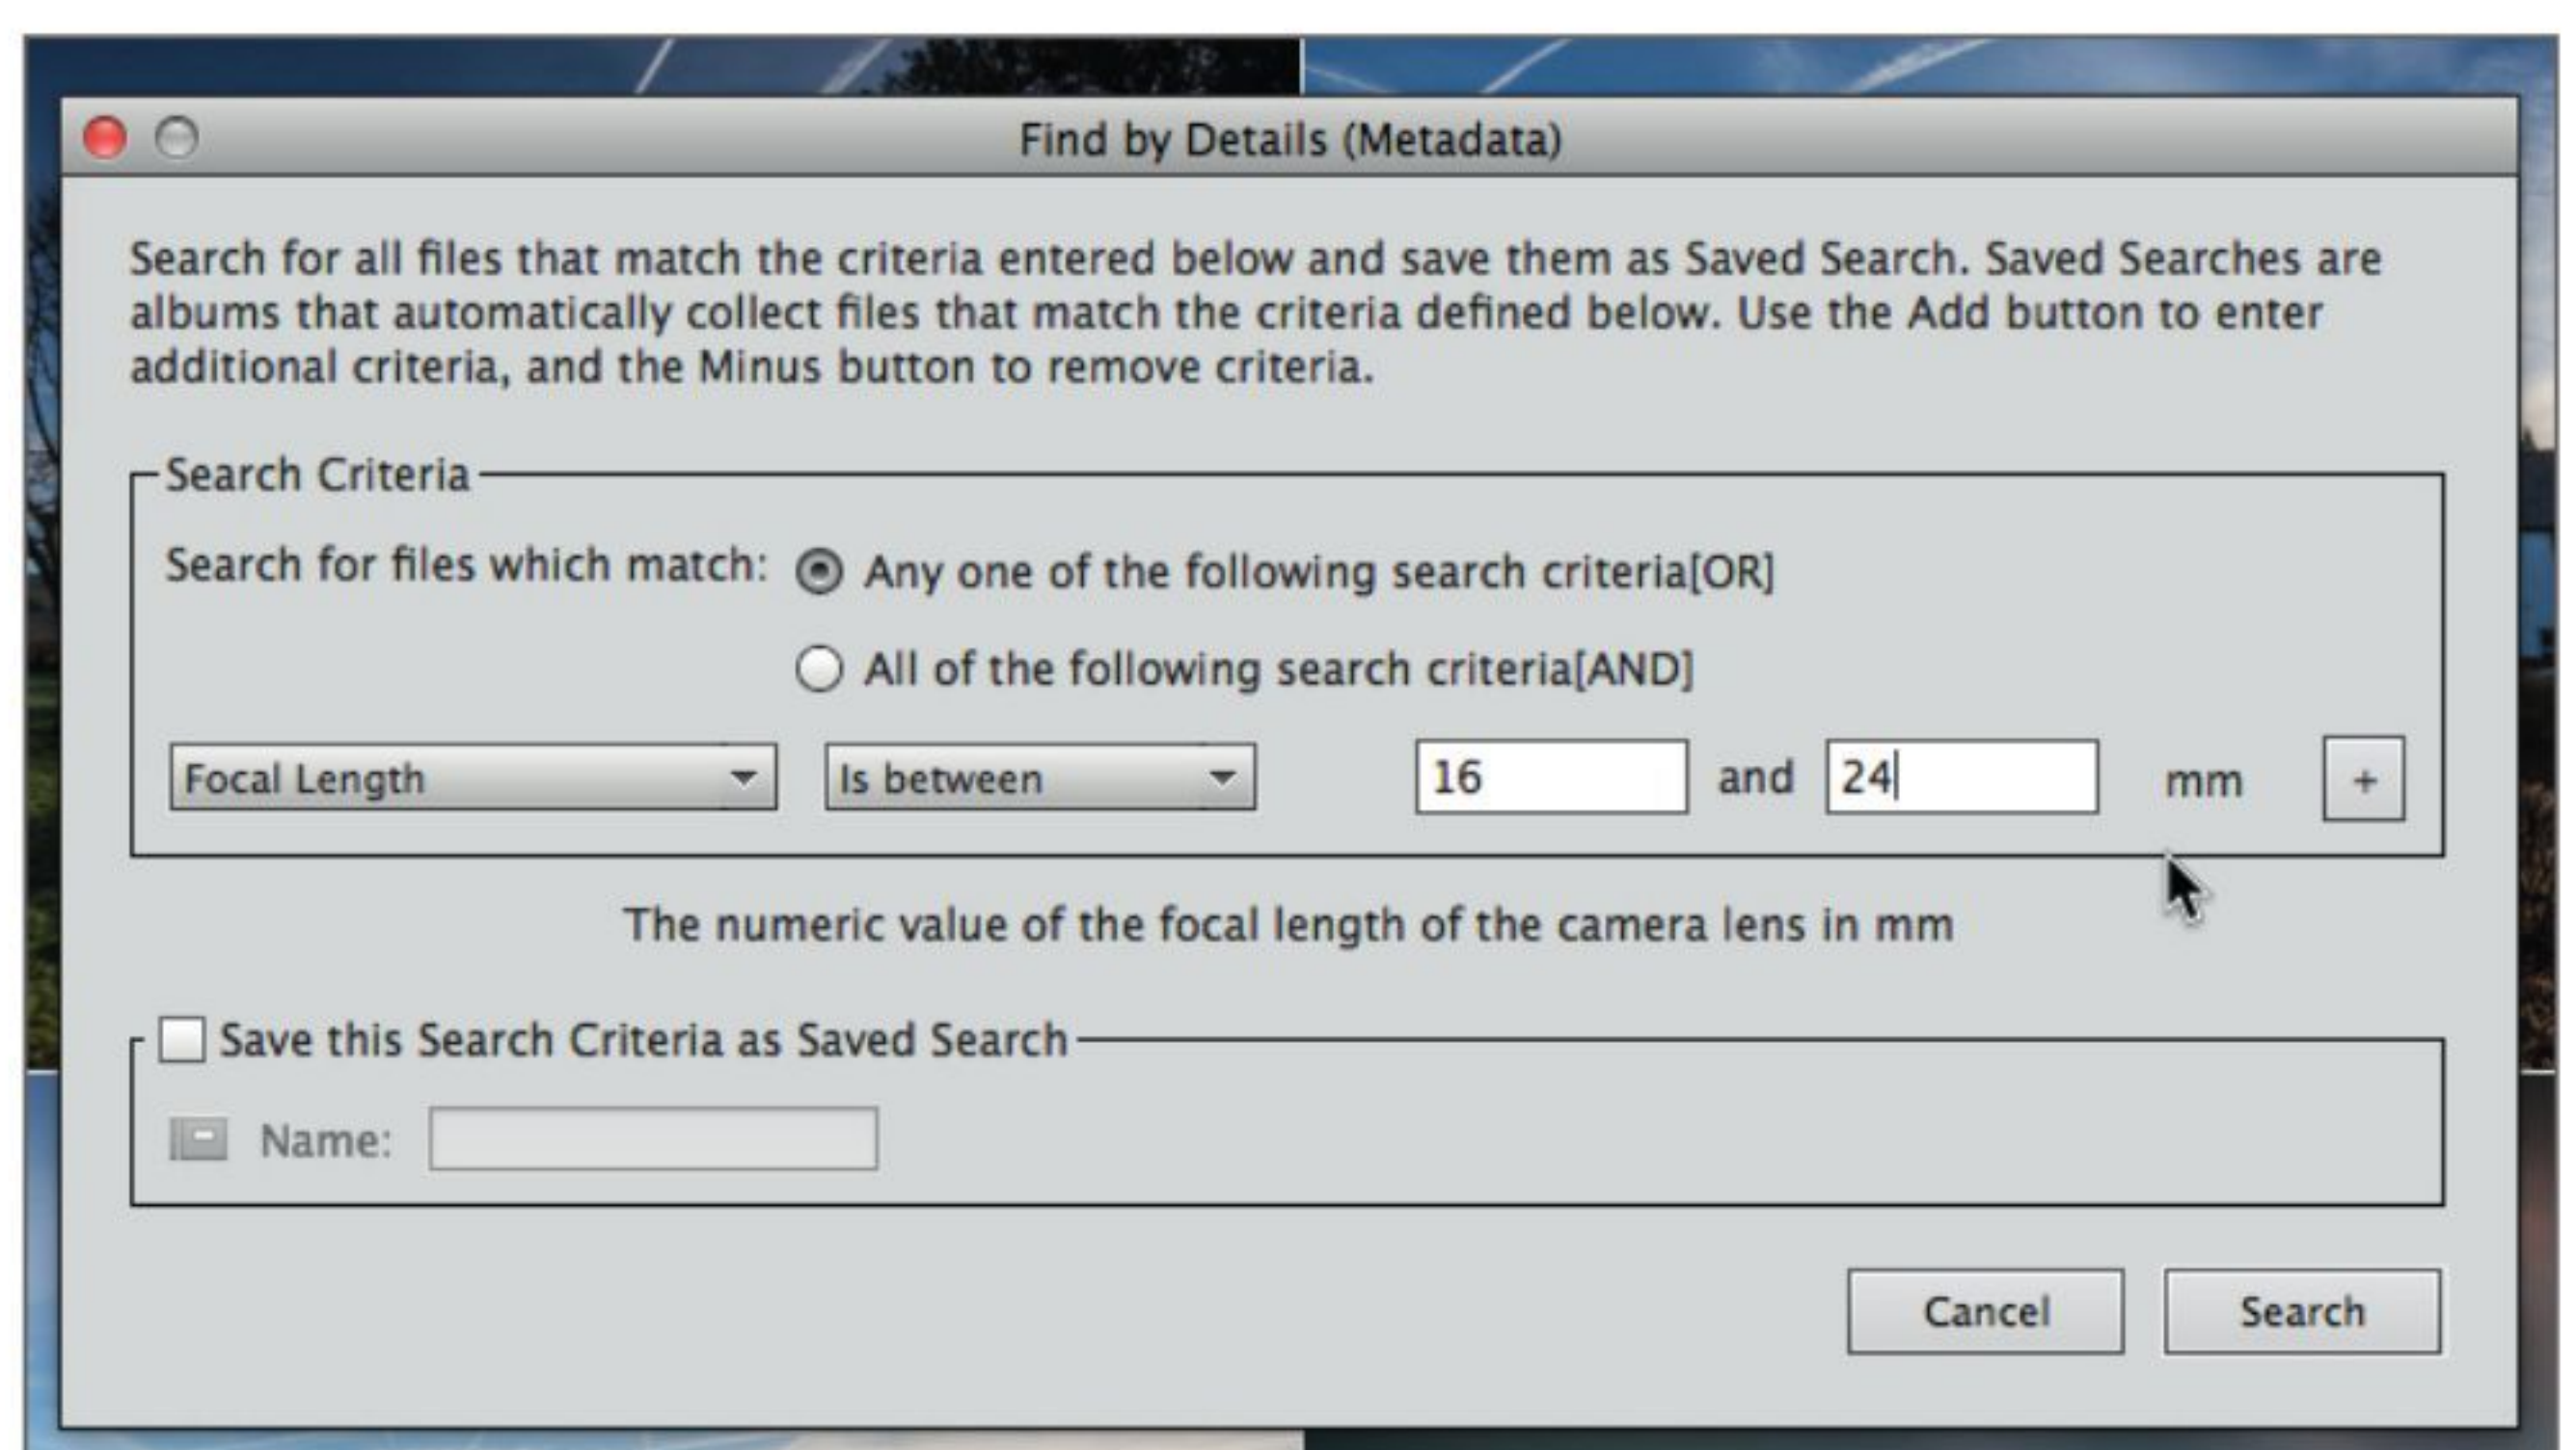 Find by Details (Metadata)
Search for all files that match the criteria entered below and save them as Saved Search. Saved Searches are
albums that automatically collect files that match the criteria defined below. Use the Add button to enter
additional criteria, and the Minus button to remove criteria.
Search Criteria
Search for files which match: Any one of the following search criteria[OR]
All of the following search criteria[AND]
Focal Length Is between 16 and 24 mm +
The numeric value of the focal length of the camera lens in mm
Save this Search Criteria as Saved Search
Name:
Cancel Search